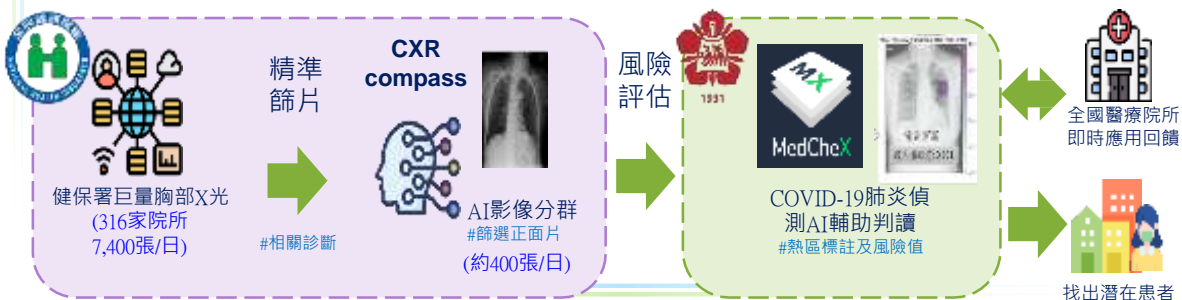 健保署巨量胸部X光
(316家院所
7,400張/日)
精準
篩片
#相關診斷
CXR
compass
AI影像分群
#篩選正面片
(約400張/日)
風險
評估
1931
MX
MedCheX
COVID-19肺炎偵
測AI輔助判讀
#熱區標註及風險值
全國醫療院所
即時應用回饋
找出潛在患者